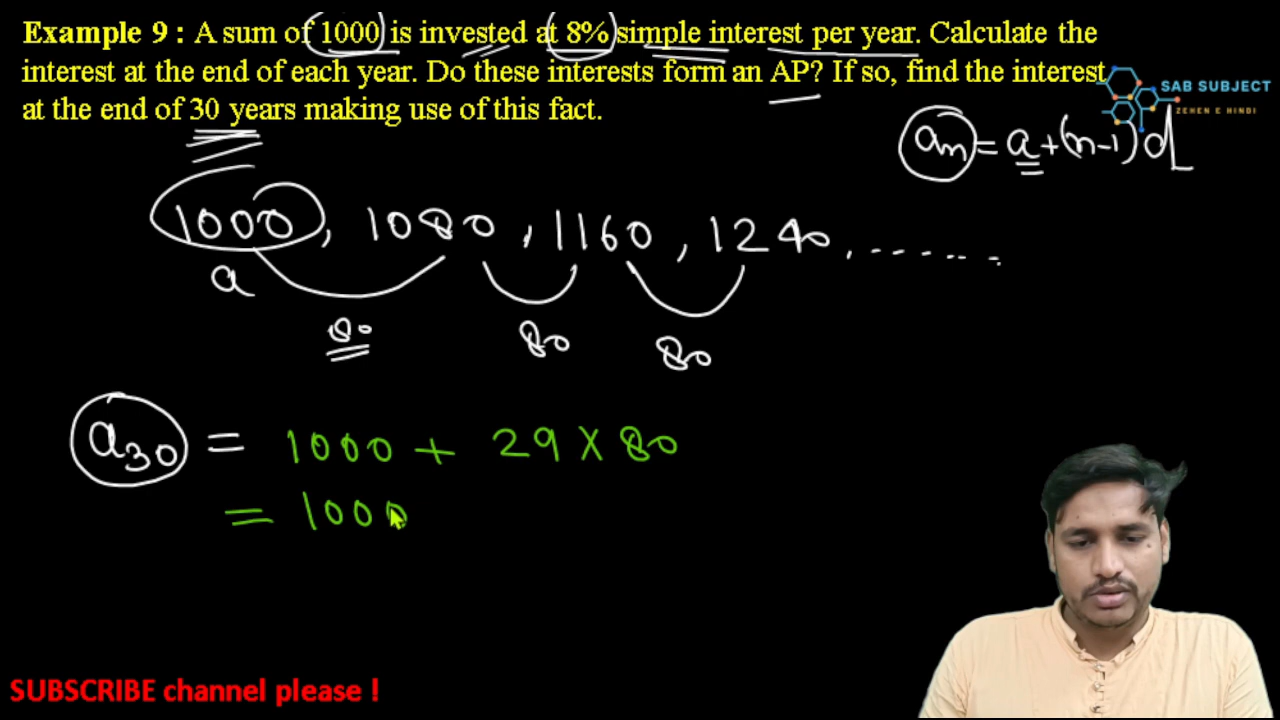 Example 9 : A sum of 1000 is invested at 8% simple interest per year. Calculate the
interest at the end of each year. Do these interests form an AP? If so, find the interest
at the end of 30 years making use of this fact.
SAB SUBJECT
ZEHEN E HINDI
an = a+(n-1)d
1000, 1080, 1160, 1240, .......
a
80 80 80
a30 = 1000 + 29 X 80
= 1000
SUBSCRIBE channel please !